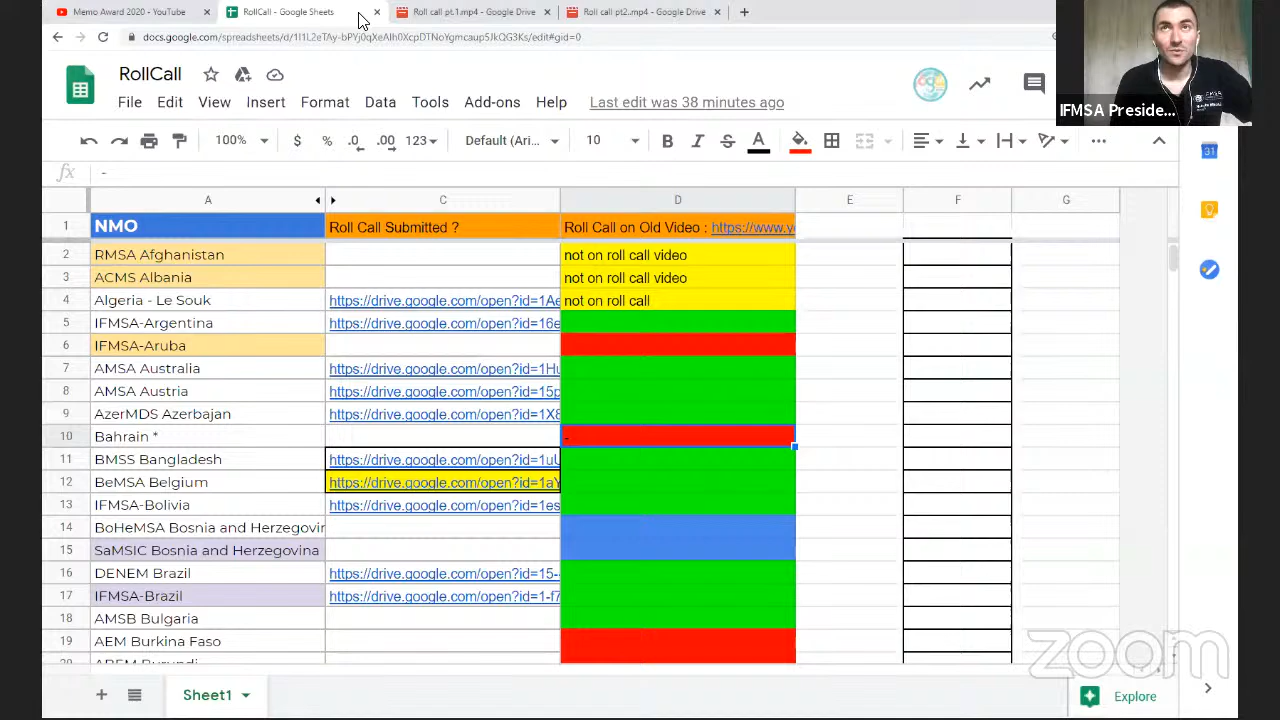 Memo Award 2020 - YouTube
RollCall - Google Sheets
Roll call pt.1.mp4 - Google Drive
Roll call pt2..mp4 - Google Drive
RollCall
File Edit View Insert Format Data Tools Add-ons Help Last edit was 38 minutes ago
IFMSA Preside...
100% $ % .0 .00 123 Default (Ari... 10 B I S A
31
fx -
A C D E F G
1 NMO Roll Call Submitted ? Roll Call on Old Video : https://www.y
2 RMSA Afghanistan not on roll call video
3 ACMS Albania not on roll call video
4 Algeria - Le Souk https://drive.google.com/open?id=1Ae not on roll call
5 IFMSA-Argentina https://drive.google.com/open?id=16e
6 IFMSA-Aruba
7 AMSA Australia https://drive.google.com/open?id=1Hu
8 AMSA Austria https://drive.google.com/open?id=15p
9 AzerMDS Azerbajan https://drive.google.com/open?id=1X8
10 Bahrain * -
11 BMSS Bangladesh https://drive.google.com/open?id=1uU
12 BeMSA Belgium https://drive.google.com/open?id=1aY
13 IFMSA-Bolivia https://drive.google.com/open?id=1es
14 BoHeMSA Bosnia and Herzegovir
15 SaMSIC Bosnia and Herzegovina
16 DENEM Brazil https://drive.google.com/open?id=15-
17 IFMSA-Brazil https://drive.google.com/open?id=1-f7
18 AMSB Bulgaria
19 AEM Burkina Faso
zoom
Sheet1
Explore